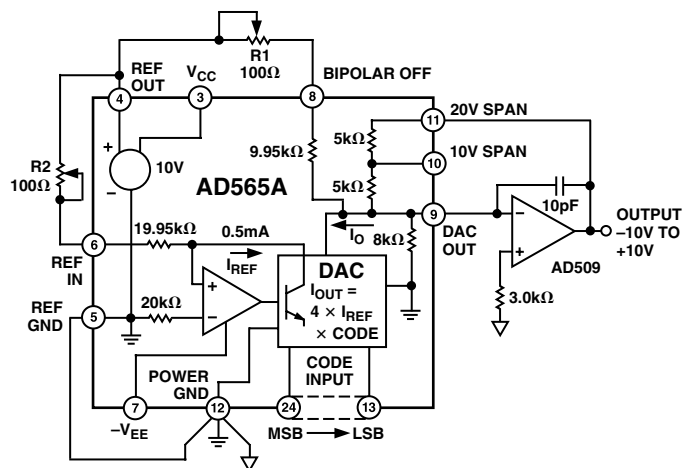 R1
100Ω
REF
OUT
VCC
BIPOLAR OFF
4
3
8
11
20V SPAN
R2
100Ω
+
10V
–
9.95kΩ
5kΩ
10
10V SPAN
AD565A
5kΩ
10pF
19.95kΩ
0.5mA
9
DAC
OUT
–
+
AD509
OUTPUT
–10V TO
+10V
6
REF
IN
IREF
IO
8kΩ
DAC
IOUT =
4 × IREF
× CODE
3.0kΩ
REF
GND
5
20kΩ
+
–
POWER
GND
CODE
INPUT
7
12
24
13
–VEE
MSB
LSB